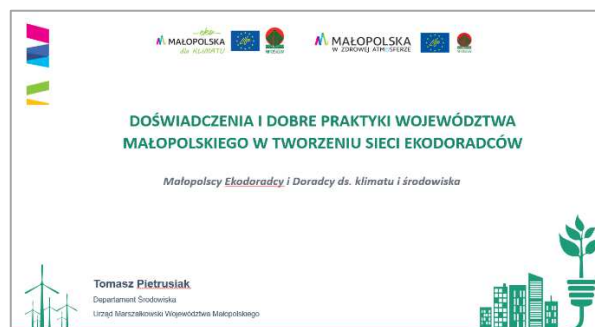 eko
MAŁOPOLSKA
dla KLIMATU
MAŁOPOLSKA
W ZDROWEJ ATMOSFERZE
DOŚWIADCZENIA I DOBRE PRAKTYKI WOJEWÓDZTWA
MAŁOPOLSKIEGO W TWORZENIU SIECI EKODORADCÓW
Małopolscy Ekodoradcy i Doradcy ds. klimatu i środowiska
Tomasz Pietrusiak
Departament Środowiska
Urząd Marszałkowski Województwa Małopolskiego